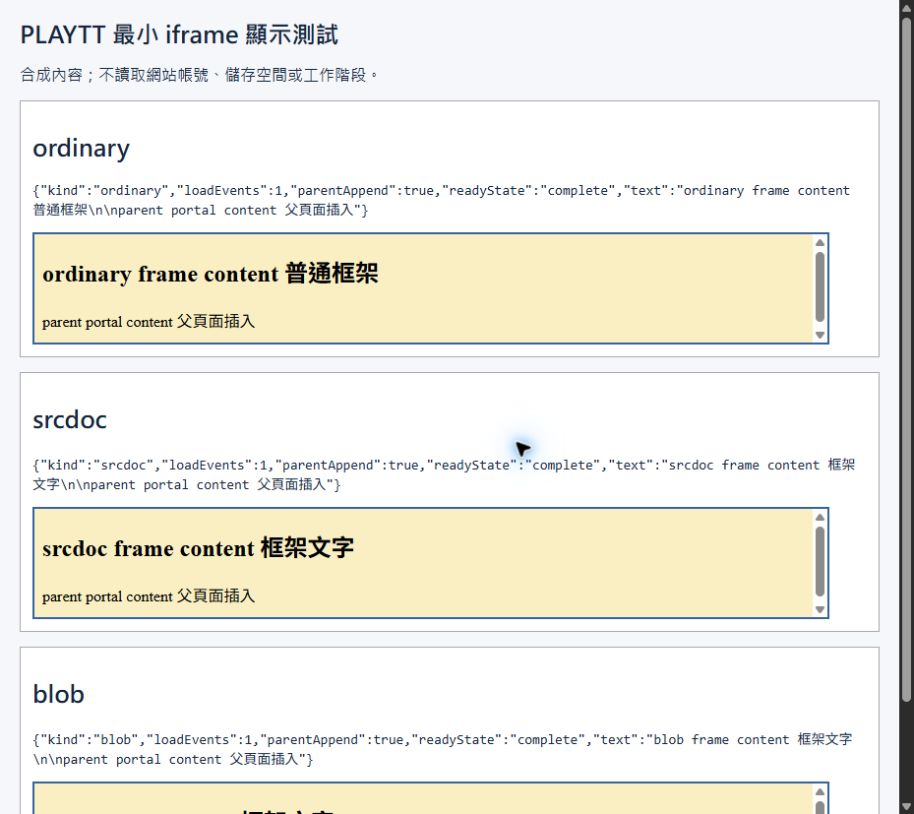 PLAYTT 最小 iframe 顯示測試
合成內容；不讀取網站帳號、儲存空間或工作階段。
ordinary
{"kind":"ordinary","loadEvents":1,"parentAppend":true,"readyState":"complete","text":"ordinary frame content
普通框架\n\nparent portal content 父頁面插入"}
ordinary frame content 普通框架
parent portal content 父頁面插入
srcdoc
{"kind":"srcdoc","loadEvents":1,"parentAppend":true,"readyState":"complete","text":"srcdoc frame content 框架
文字\n\nparent portal content 父頁面插入"}
srcdoc frame content 框架文字
parent portal content 父頁面插入
blob
{"kind":"blob","loadEvents":1,"parentAppend":true,"readyState":"complete","text":"blob frame content 框架文字
\n\nparent portal content 父頁面插入"}